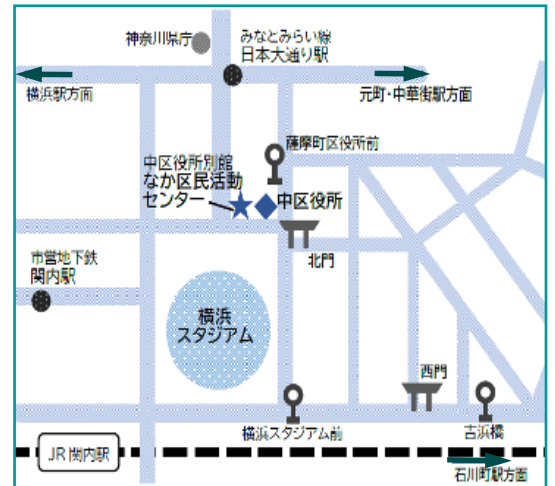 神奈川県庁
みなとみらい線
日本大通り駅
横浜駅方面
元町・中華街駅方面
薩摩町区役所前
中区役所別館
なか区民活動
センター
中区役所
北門
市営地下鉄
関内駅
横浜
スタジアム
西門
横浜スタジアム前
吉浜橋
JR関内駅
石川町駅方面